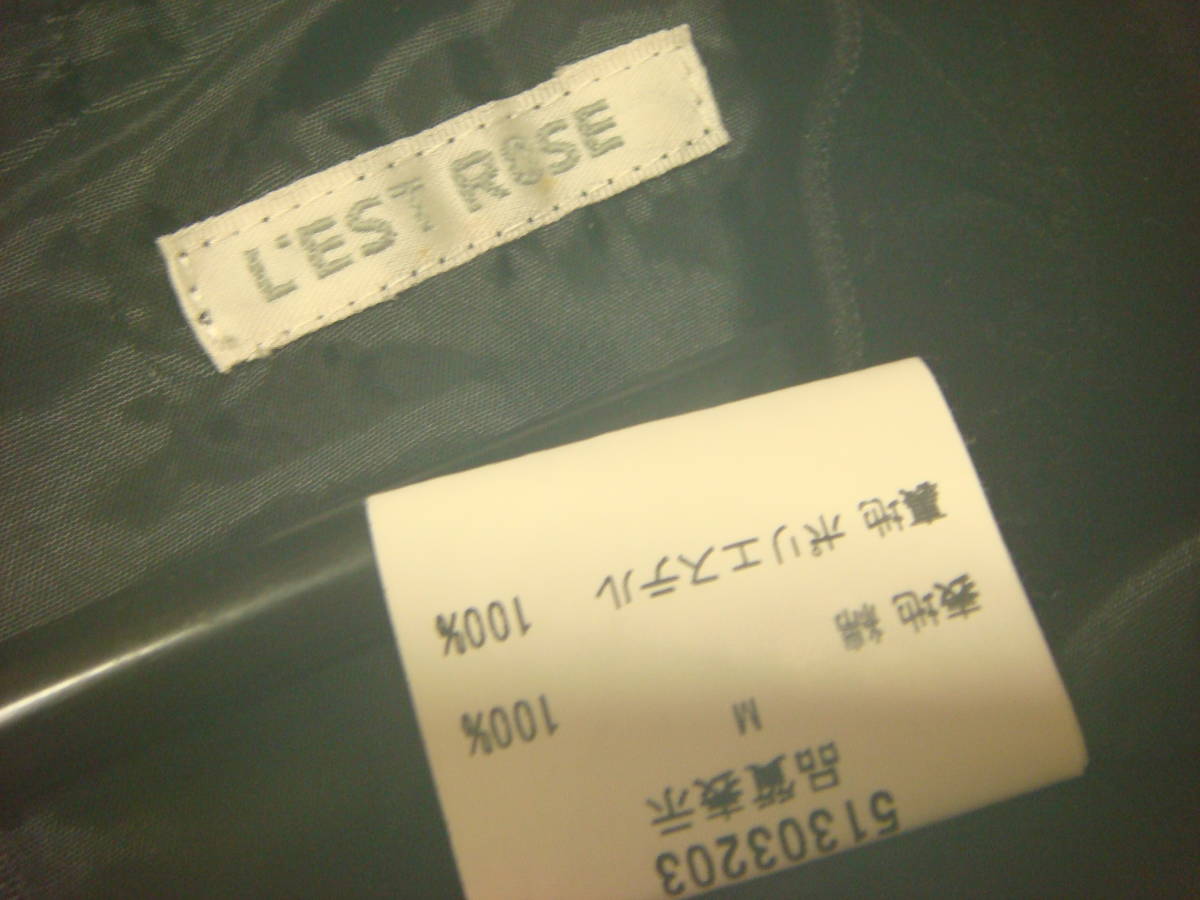 L'EST ROSE
51303203
品質表示
M
表地 綿 100%
裏地 ポリエステル 100%